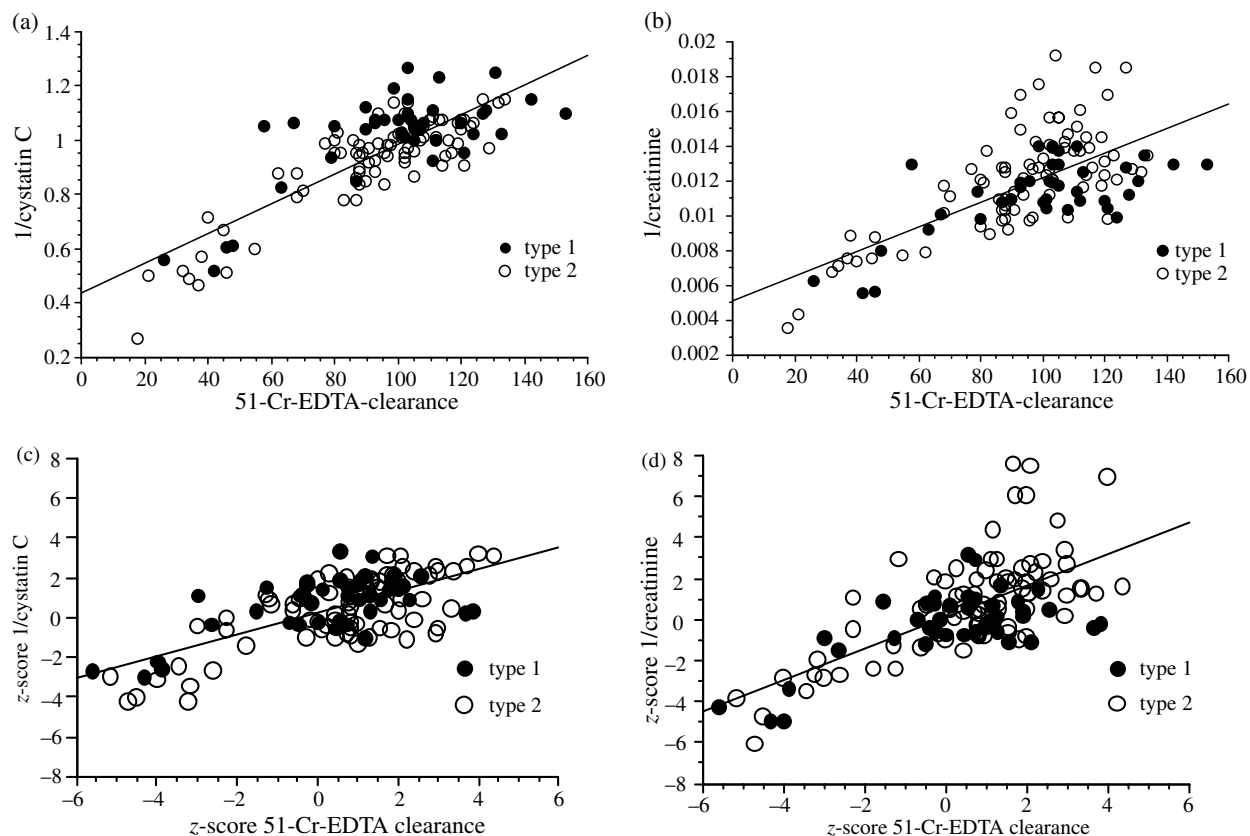 (a)
1.4
1.2
1
0.8
0.6
0.4
0.2
1/cystatin C
type 1
type 2
0 20 40 60 80 100 120 140 160
51-Cr-EDTA-clearance
(b)
0.02
0.018
0.016
0.014
0.012
0.01
0.008
0.006
0.004
0.002
1/creatinine
type 1
type 2
0 20 40 60 80 100 120 140 160
51-Cr-EDTA-clearance
(c)
8
6
4
2
0
−2
−4
−6
−8
z-score 1/cystatin C
type 1
type 2
−6 −4 −2 0 2 4 6
z-score 51-Cr-EDTA clearance
(d)
8
6
4
2
0
−2
−4
−6
−8
z-score 1/creatinine
type 1
type 2
−6 −4 −2 0 2 4 6
z-score 51-Cr-EDTA clearance